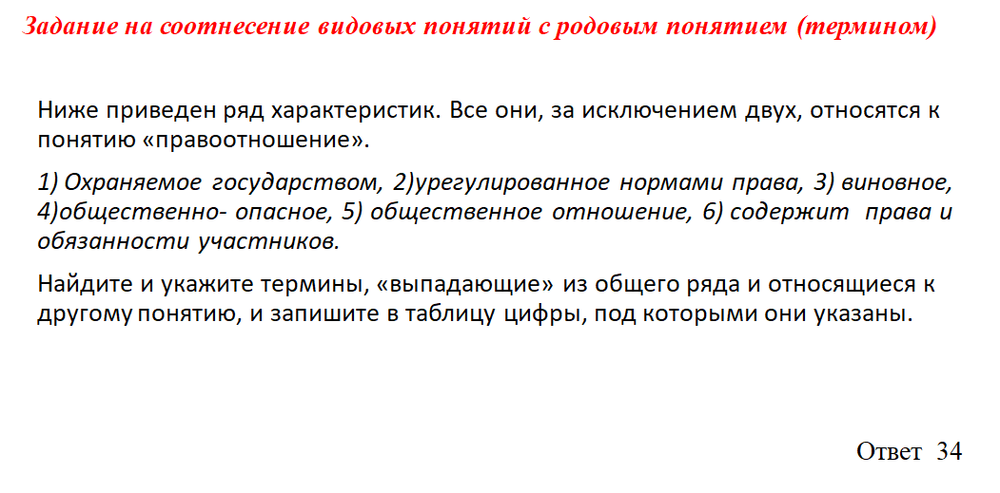 Задание на соотнесение видовых понятий с родовым понятием (термином)
Ниже приведен ряд характеристик. Все они, за исключением двух, относятся к
понятию «правоотношение».
1) Охраняемое государством, 2)урегулированное нормами права, 3) виновное,
4)общественно- опасное, 5) общественное отношение, 6) содержит права и
обязанности участников.
Найдите и укажите термины, «выпадающие» из общего ряда и относящиеся к
другому понятию, и запишите в таблицу цифры, под которыми они указаны.
Ответ 34